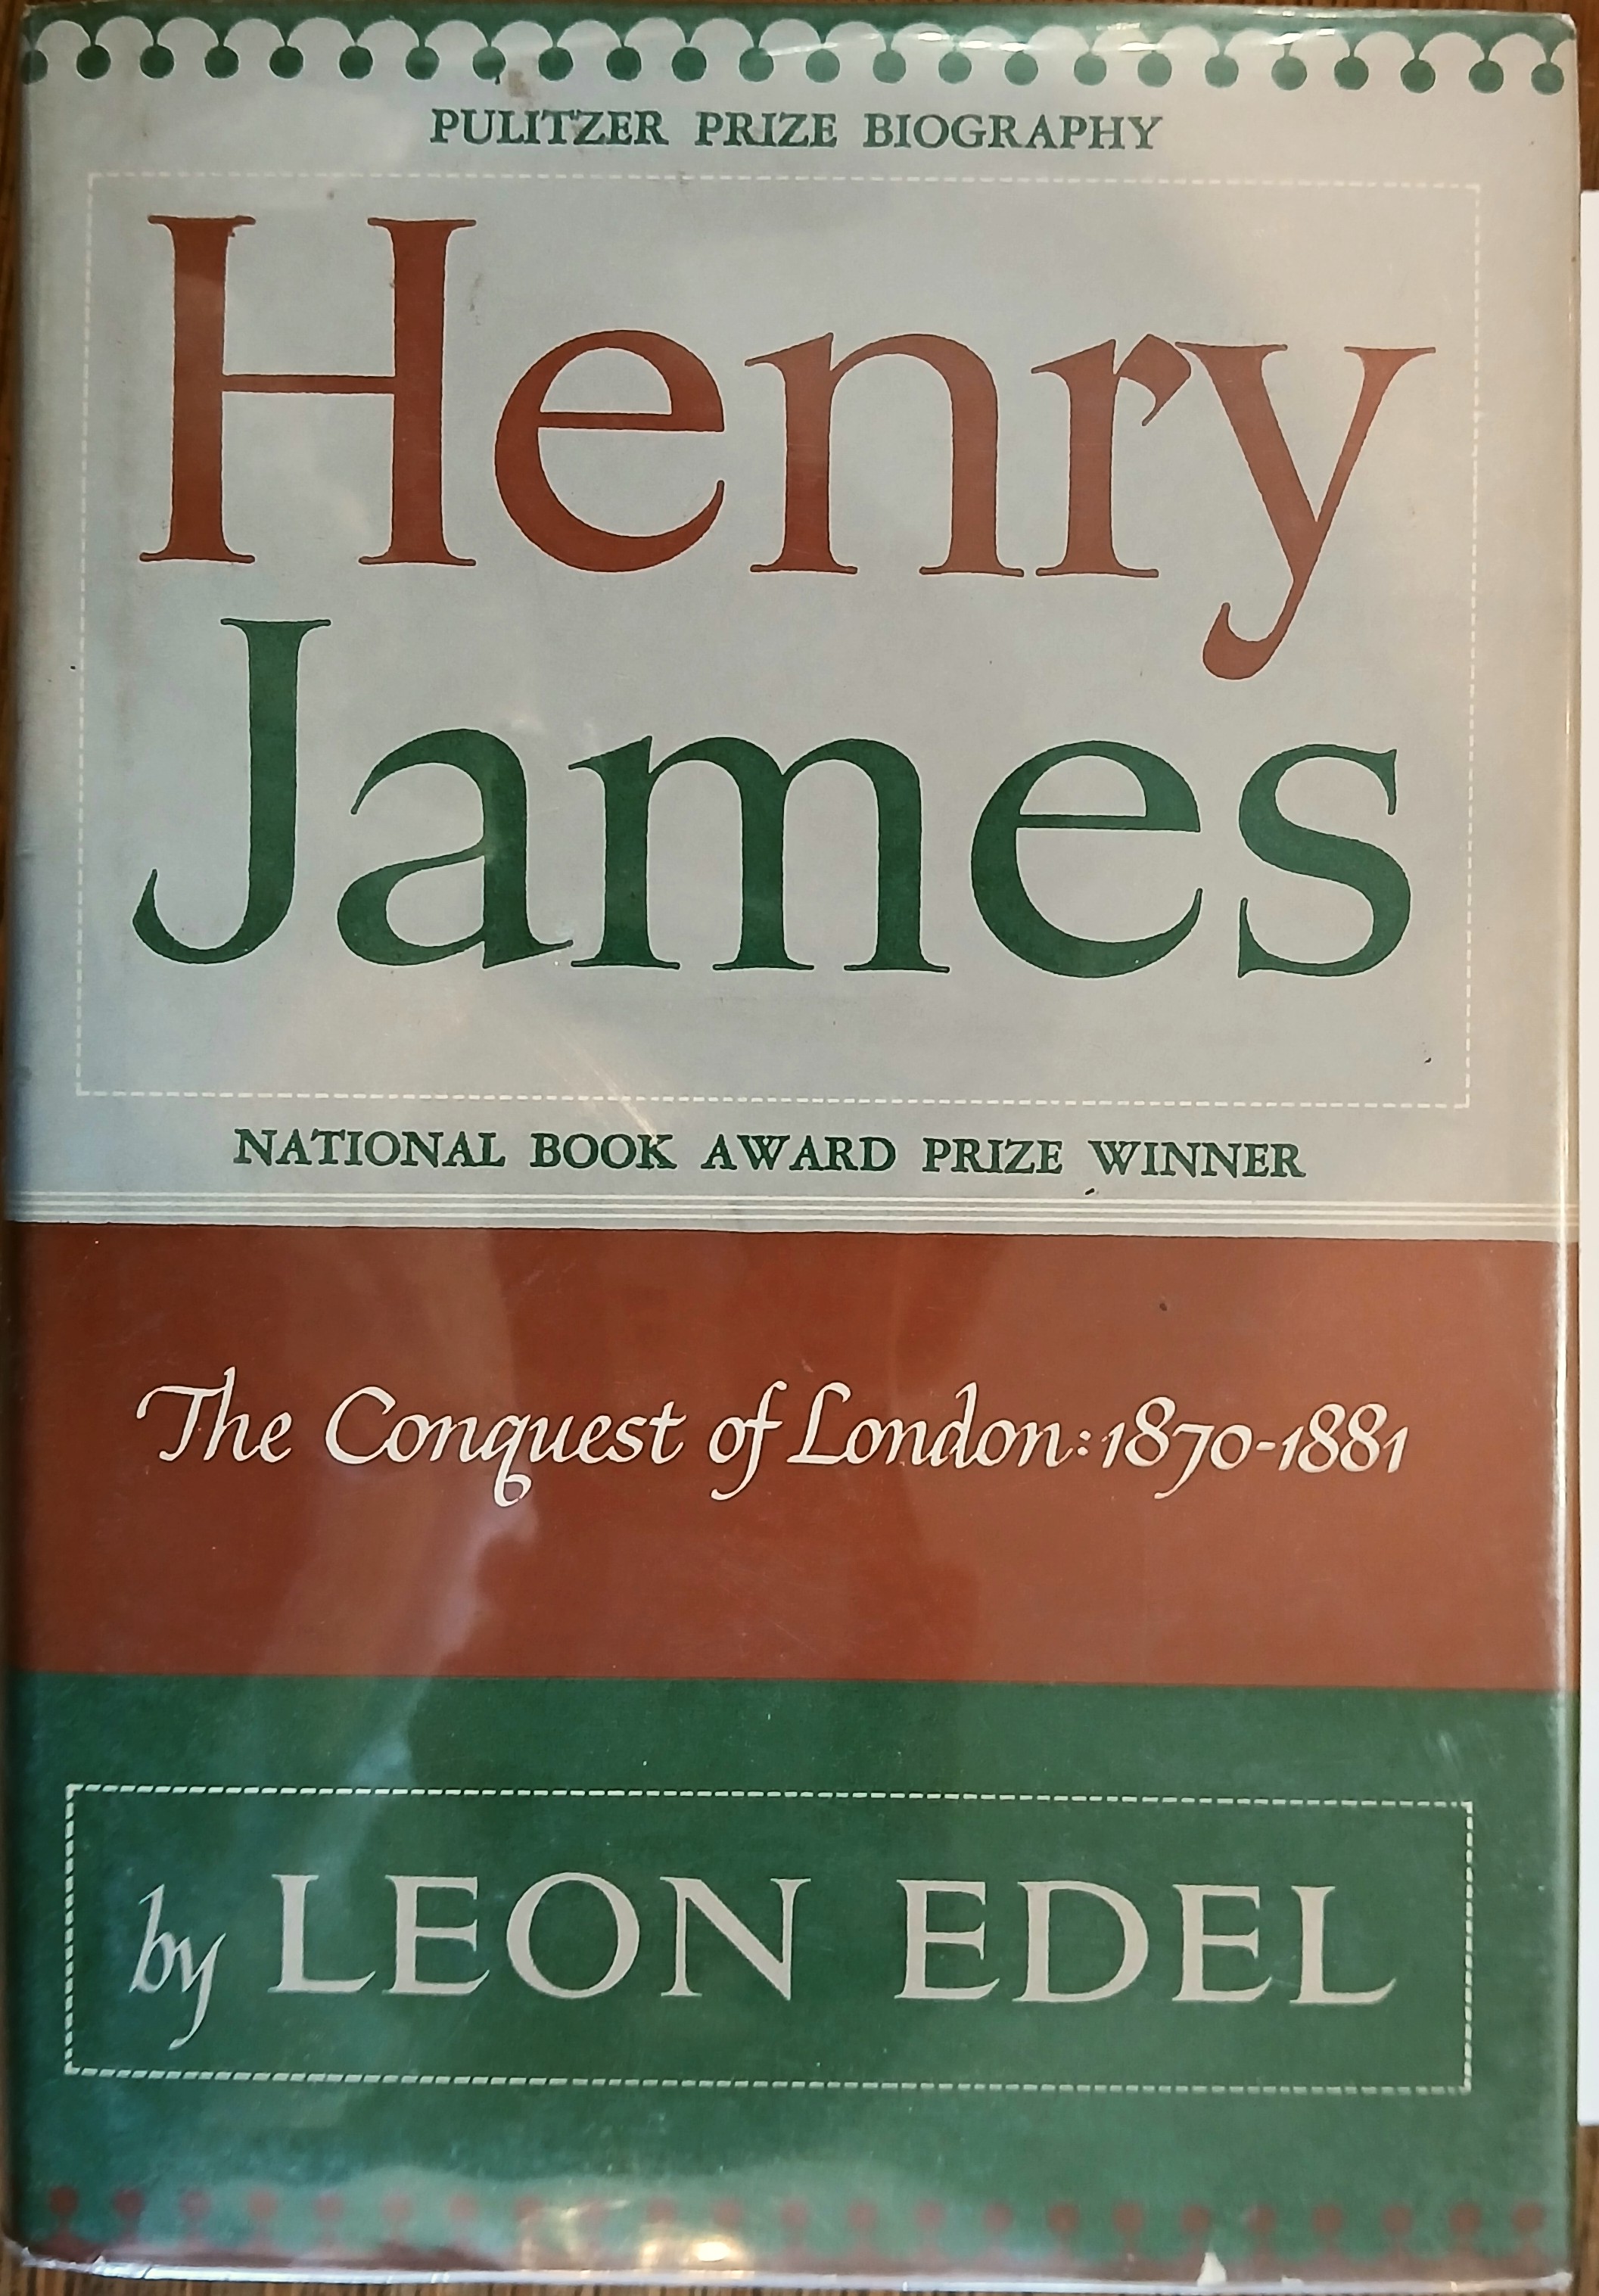 PULITZER PRIZE BIOGRAPHY
Henry
James
NATIONAL BOOK AWARD PRIZE WINNER
The Conquest of London: 1870-1881
by LEON EDEL